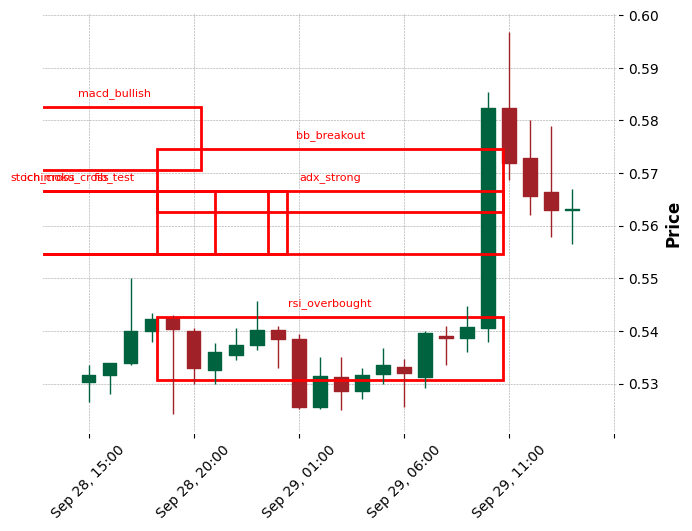 0.60
0.59
macd_bullish
0.58
bb_breakout
0.57
fib_test
adx_strong
0.56
Price
0.55
rsi_overbought
0.54
0.53
Sep 28, 15:00
Sep 28, 20:00
Sep 29, 01:00
Sep 29, 06:00
Sep 29, 11:00